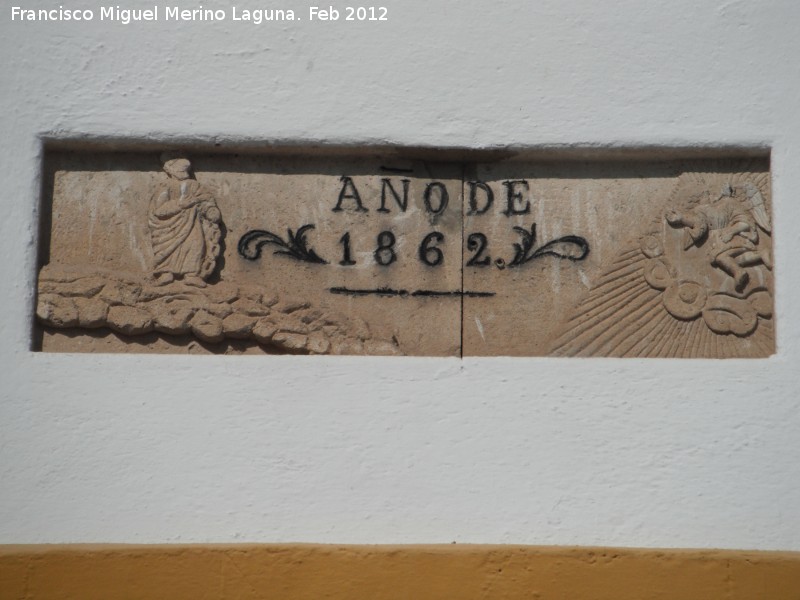 Francisco Miguel Merino Laguna. Feb 2012
AÑO DE
1862.